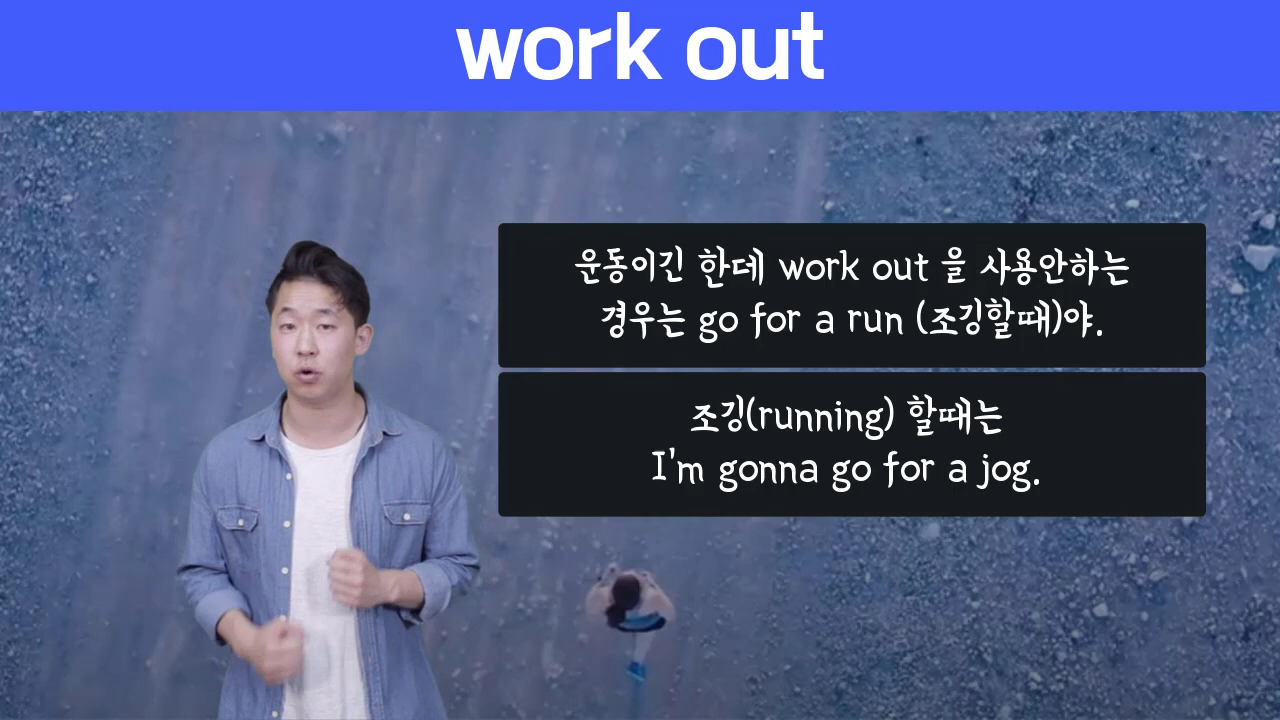 work out
운동이긴 한데 work out 을 사용안하는
경우는 go for a run (조깅할때)야.
조깅(running) 할때는
I'm gonna go for a jog.